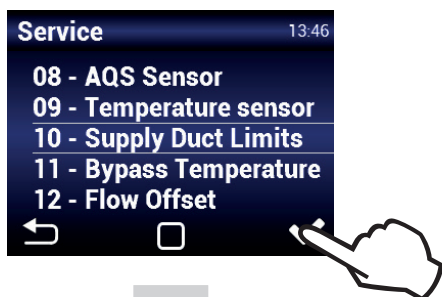 Service 13:46
08 - AQS Sensor
09 - Temperature sensor
10 - Supply Duct Limits
11 - Bypass Temperature
12 - Flow Offset